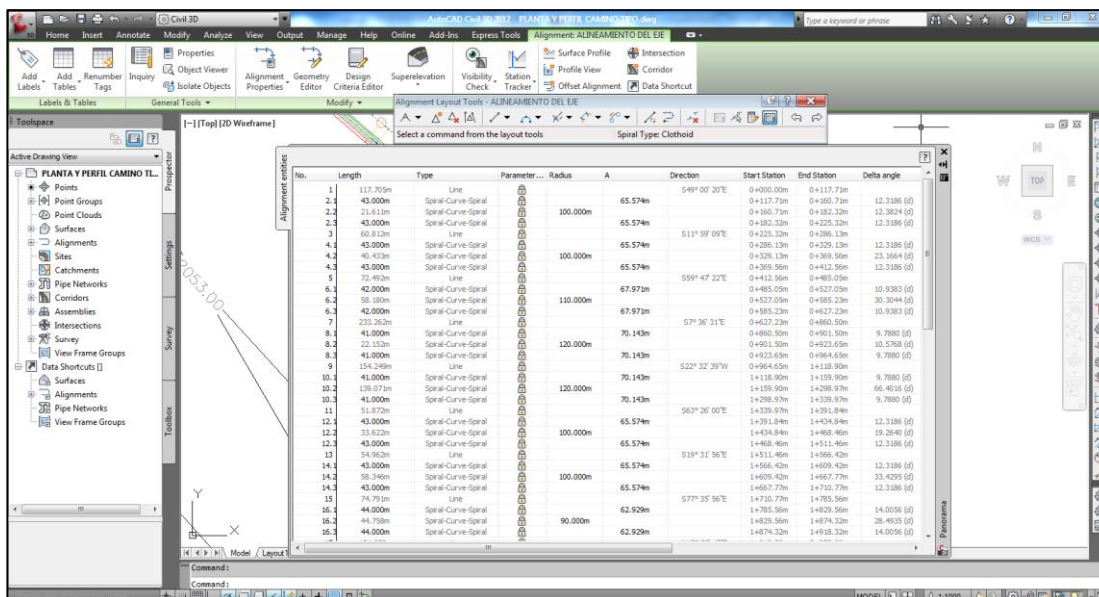 Civil 3D
AutoCAD Civil 3D 2012 PLANTA Y PERFIL CAMINO TIPO.dwg
Type a keyword or phrase
Home Insert Annotate Modify Analyze View Output Manage Help Online Add-Ins Express Tools Alignment: ALINEAMIENTO DEL EJE
Add Labels
Add Tables
Renumber Tags
Inquiry
Properties
Object Viewer
Isolate Objects
Alignment Properties
Geometry Editor
Design Criteria Editor
Superelevation
Visibility Check
Station Tracker
Surface Profile
Profile View
Offset Alignment
Intersection
Corridor
Data Shortcut
Labels & Tables General Tools Modify
Alignment Layout Tools - ALINEAMIENTO DEL EJE
Select a command from the layout tools Spiral Type: Clothoid
Toolspace
Active Drawing View
PLANTA Y PERFIL CAMINO TI...
Points
Point Groups
Point Clouds
Surfaces
Alignments
Sites
Catchments
Pipe Networks
Corridors
Assemblies
Intersections
Survey
View Frame Groups
Data Shortcuts []
Surfaces
Alignments
Pipe Networks
View Frame Groups
Prospector
Settings
Survey
Toolbox
[-] [Top] [2D Wireframe]
2053.00
Y
X
N
W TOP E
S
WCS
Alignment entities
Panorama
No. Length Type Parameter... Radius A Direction Start Station End Station Delta angle
1 117.705m Line S49° 00' 20"E 0+000.00m 0+117.71m
2.1 43.000m Spiral-Curve-Spiral 65.574m 0+117.71m 0+160.71m 12.3186 (d)
2.2 21.611m Spiral-Curve-Spiral 100.000m 0+160.71m 0+182.32m 12.3824 (d)
2.3 43.000m Spiral-Curve-Spiral 65.574m 0+182.32m 0+225.32m 12.3186 (d)
3 60.812m Line S11° 59' 09"E 0+225.32m 0+286.13m
4.1 43.000m Spiral-Curve-Spiral 65.574m 0+286.13m 0+329.13m 12.3186 (d)
4.2 40.433m Spiral-Curve-Spiral 100.000m 0+329.13m 0+369.56m 23.1664 (d)
4.3 43.000m Spiral-Curve-Spiral 65.574m 0+369.56m 0+412.56m 12.3186 (d)
5 72.492m Line S59° 47' 22"E 0+412.56m 0+485.05m
6.1 42.000m Spiral-Curve-Spiral 67.971m 0+485.05m 0+527.05m 10.9383 (d)
6.2 58.180m Spiral-Curve-Spiral 110.000m 0+527.05m 0+585.23m 30.3044 (d)
6.3 42.000m Spiral-Curve-Spiral 67.971m 0+585.23m 0+627.23m 10.9383 (d)
7 233.262m Line S7° 36' 31"E 0+627.23m 0+860.50m
8.1 41.000m Spiral-Curve-Spiral 70.143m 0+860.50m 0+901.50m 9.7880 (d)
8.2 22.152m Spiral-Curve-Spiral 120.000m 0+901.50m 0+923.65m 10.5768 (d)
8.3 41.000m Spiral-Curve-Spiral 70.143m 0+923.65m 0+964.65m 9.7880 (d)
9 154.249m Line S22° 32' 39"W 0+964.65m 1+118.90m
10.1 41.000m Spiral-Curve-Spiral 70.143m 1+118.90m 1+159.90m 9.7880 (d)
10.2 139.071m Spiral-Curve-Spiral 120.000m 1+159.90m 1+298.97m 66.4016 (d)
10.3 41.000m Spiral-Curve-Spiral 70.143m 1+298.97m 1+339.97m 9.7880 (d)
11 51.872m Line S63° 26' 00"E 1+339.97m 1+391.84m
12.1 43.000m Spiral-Curve-Spiral 65.574m 1+391.84m 1+434.84m 12.3186 (d)
12.2 33.622m Spiral-Curve-Spiral 100.000m 1+434.84m 1+468.46m 19.2640 (d)
12.3 43.000m Spiral-Curve-Spiral 65.574m 1+468.46m 1+511.46m 12.3186 (d)
13 54.962m Line S19° 31' 56"E 1+511.46m 1+566.42m
14.1 43.000m Spiral-Curve-Spiral 65.574m 1+566.42m 1+609.42m 12.3186 (d)
14.2 58.346m Spiral-Curve-Spiral 100.000m 1+609.42m 1+667.77m 33.4295 (d)
14.3 43.000m Spiral-Curve-Spiral 65.574m 1+667.77m 1+710.77m 12.3186 (d)
15 74.791m Line S77° 35' 56"E 1+710.77m 1+785.56m
16.1 44.000m Spiral-Curve-Spiral 62.929m 1+785.56m 1+829.56m 14.0056 (d)
16.2 44.758m Spiral-Curve-Spiral 90.000m 1+829.56m 1+874.32m 28.4935 (d)
16.3 44.000m Spiral-Curve-Spiral 62.929m 1+874.32m 1+918.32m 14.0056 (d)
Model Layout1
Command:
Command:
MODEL 1:1000